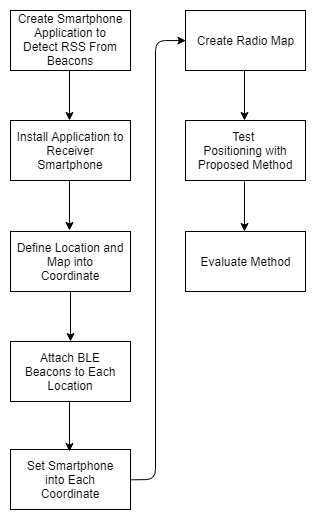 Create Smartphone
Application to
Detect RSS From
Beacons
Install Application to
Receiver
Smartphone
Define Location and
Map into
Coordinate
Attach BLE
Beacons to Each
Location
Set Smartphone
into Each
Coordinate
Create Radio Map
Test
Positioning with
Proposed Method
Evaluate Method